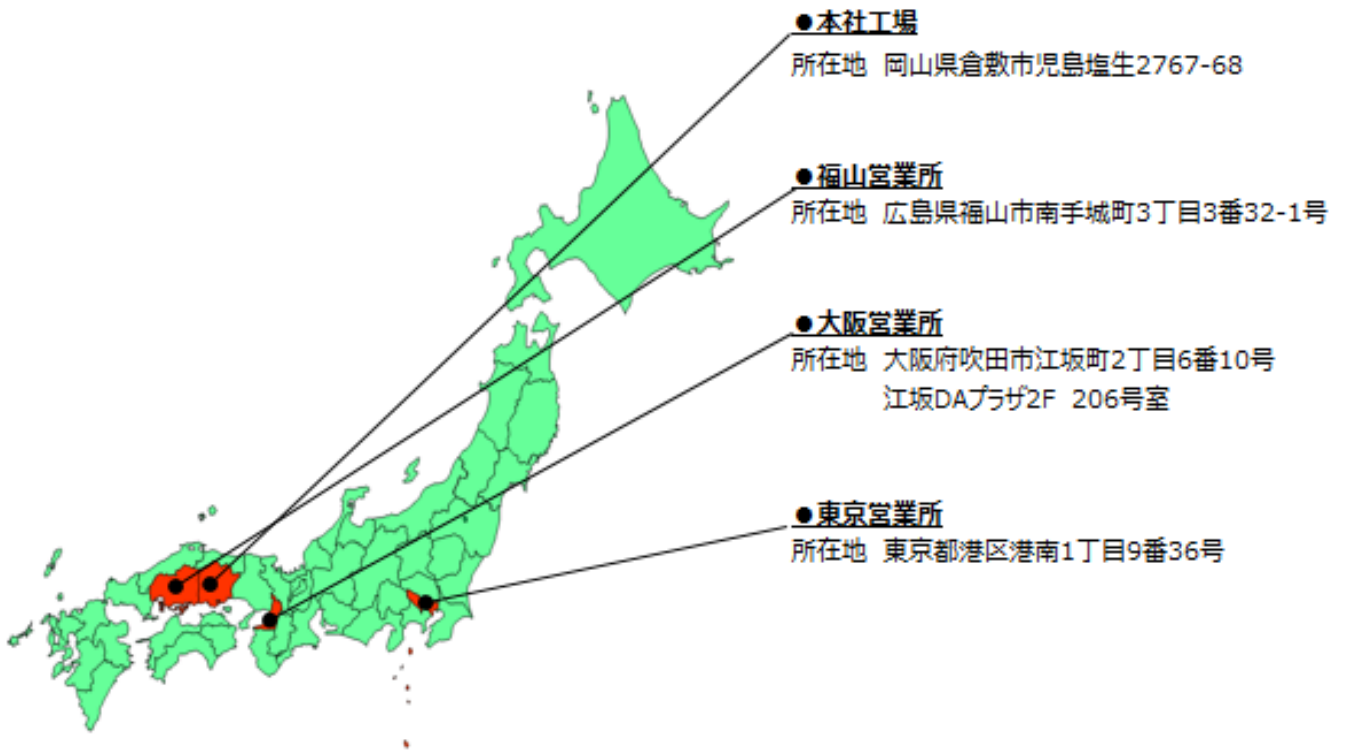 ●本社工場
所在地 岡山県倉敷市児島塩生2767-68
●福山営業所
所在地 広島県福山市南手城町3丁目3番32-1号
●大阪営業所
所在地 大阪府吹田市江坂町2丁目6番10号
江坂DAプラザ2F 206号室
●東京営業所
所在地 東京都港区港南1丁目9番36号